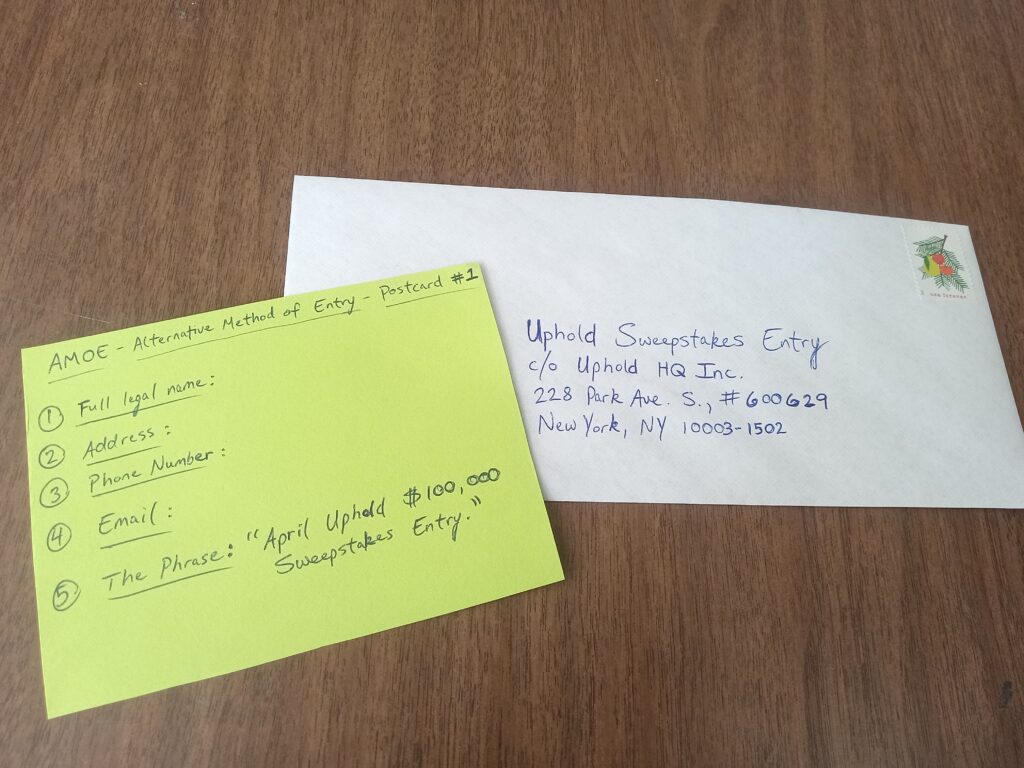 AMOE - Alternative Method of Entry - Postcard #1
① Full legal name:
② Address:
③ Phone Number:
④ Email:
⑤ The Phrase: "April Uphold $100,000
Sweepstakes Entry."
Uphold Sweepstakes Entry
c/o Uphold HQ Inc.
228 Park Ave. S., #600629
New York, NY 10003-1502